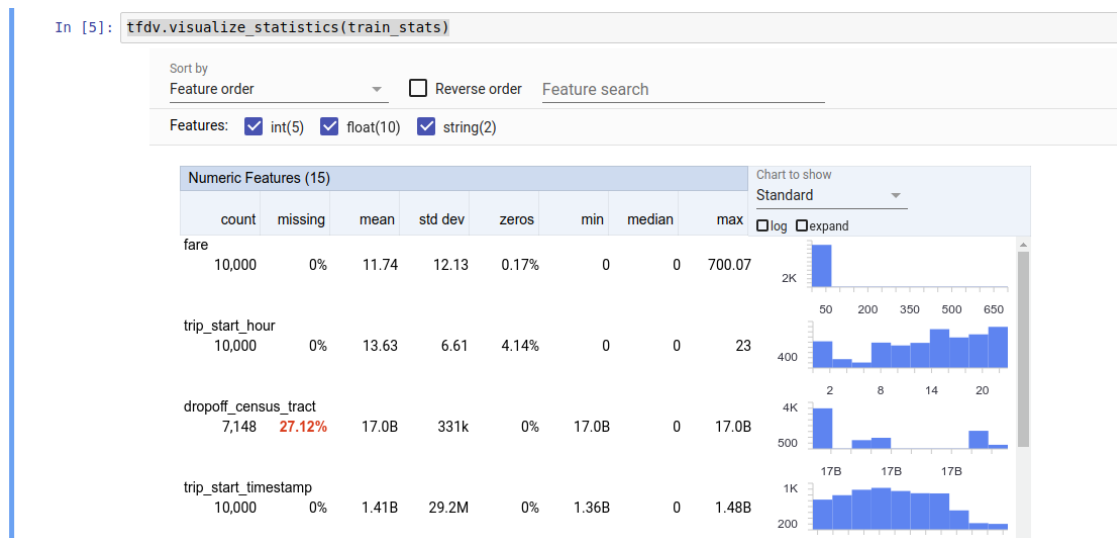 In [5]: tfdv.visualize_statistics(train_stats)
Sort by
Feature order Reverse order Feature search
Features: int(5) float(10) string(2)
Numeric Features (15)
Chart to show
Standard
count missing mean std dev zeros min median max
log expand
fare
10,000 0% 11.74 12.13 0.17% 0 0 700.07
2K
50 200 350 500 650
trip_start_hour
10,000 0% 13.63 6.61 4.14% 0 0 23
400
2 8 14 20
dropoff_census_tract
4K
7,148 27.12% 17.0B 331k 0% 17.0B 0 17.0B
500
17B 17B 17B
trip_start_timestamp
1K
10,000 0% 1.41B 29.2M 0% 1.36B 0 1.48B
200